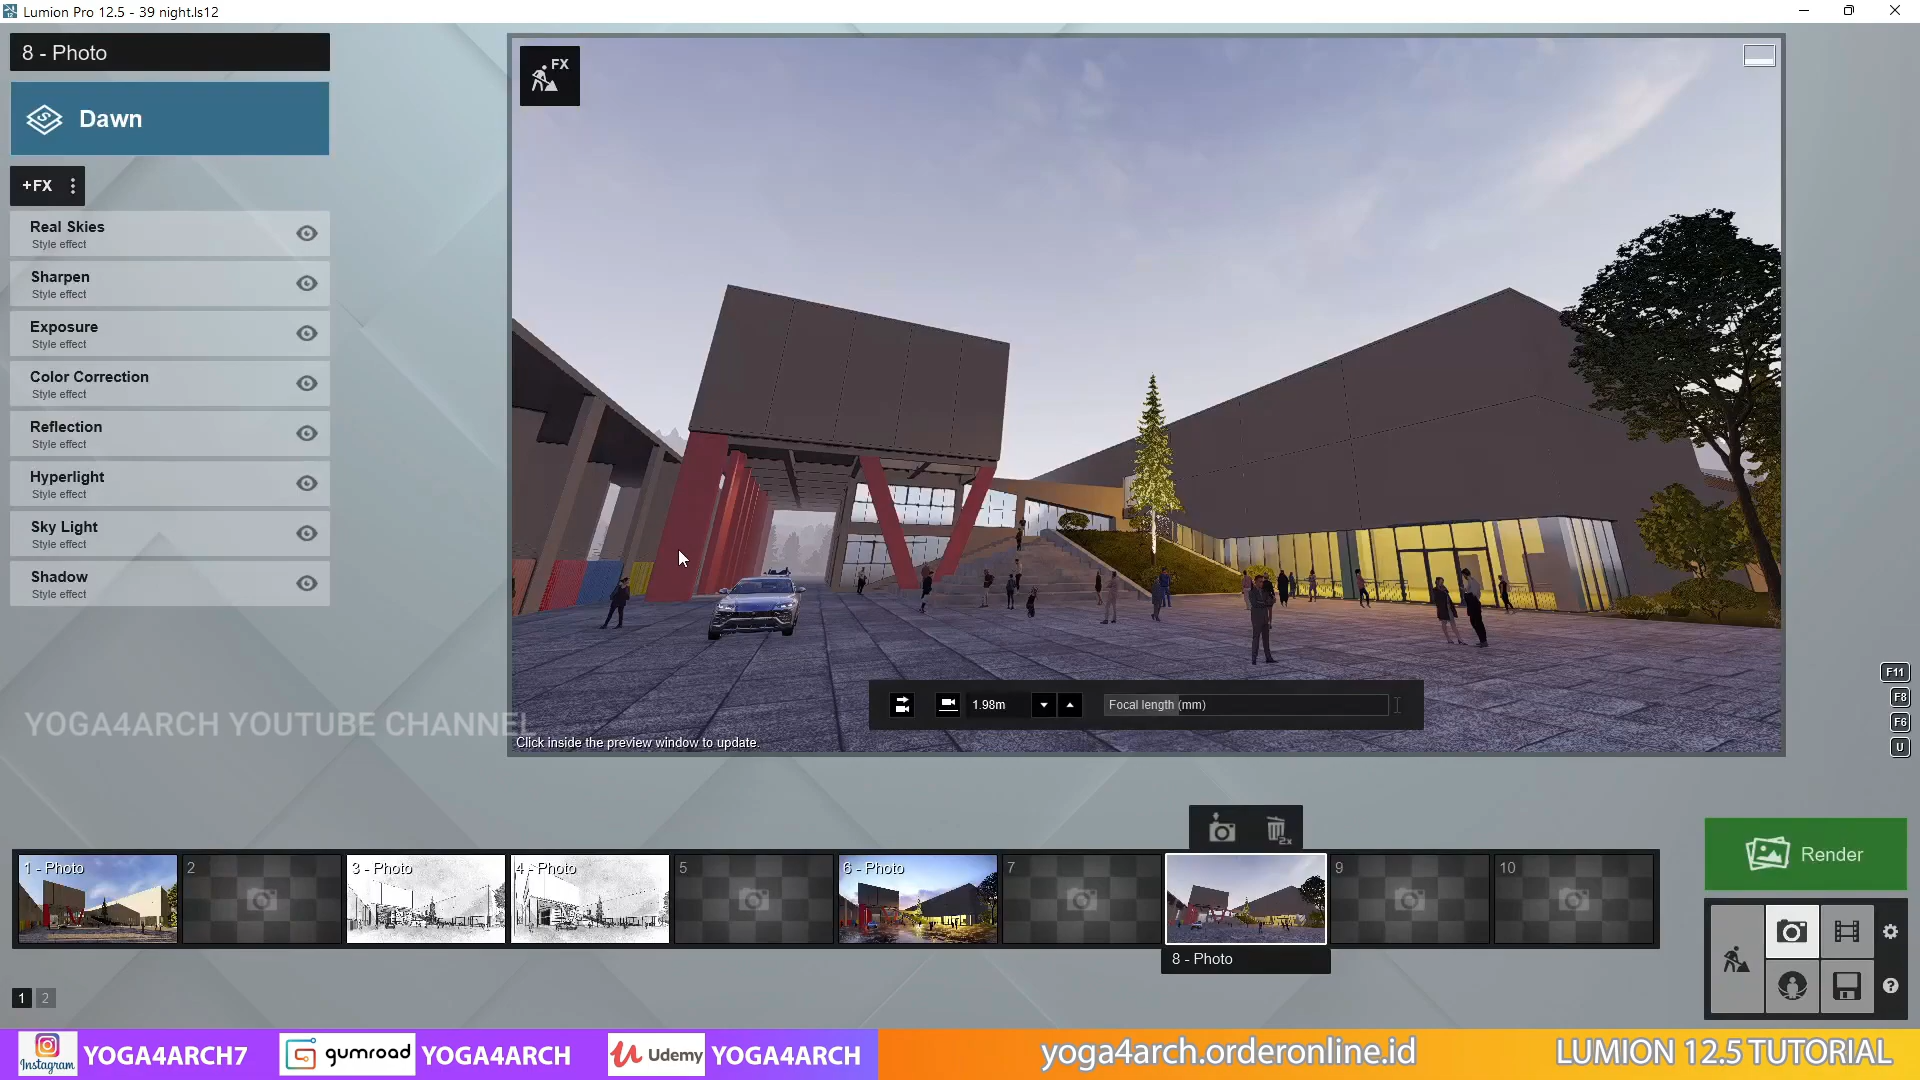 Lumion Pro 12.5 - 39 night.ls12
8 - Photo
Dawn
+FX
Real Skies
Style effect
Sharpen
Style effect
Exposure
Style effect
Color Correction
Style effect
Reflection
Style effect
Hyperlight
Style effect
Sky Light
Style effect
Shadow
Style effect
FX
YOGA4ARCH YOUTUBE CHANNEL
1.98m
Focal length (mm)
Click inside the preview window to update.
F11
F8
F6
U
1 - Photo
2
3 - Photo
4 - Photo
5
6 - Photo
7
2x
9
10
8 - Photo
Render
?
1 2
Instagram YOGA4ARCH7 gumroad YOGA4ARCH Udemy YOGA4ARCH yoga4arch.orderonline.id LUMION 12.5 TUTORIAL